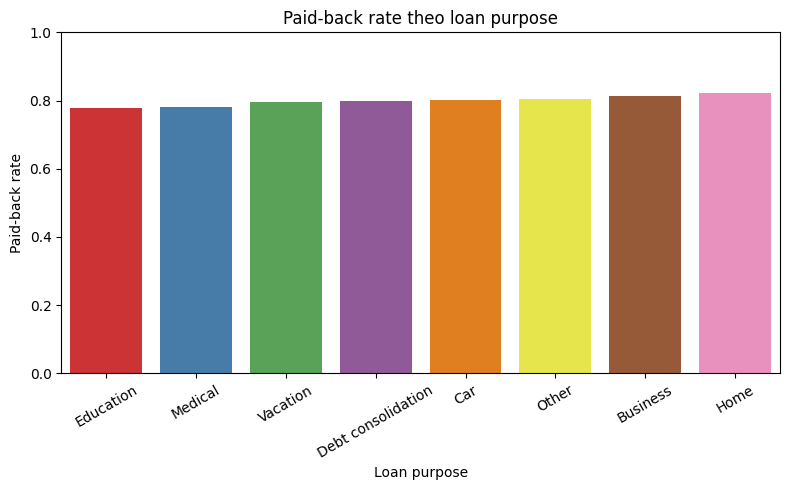 Paid-back rate theo loan purpose
1.0
0.8
0.6
0.4
0.2
0.0
Paid-back rate
Education
Medical
Vacation
Debt consolidation
Car
Other
Business
Home
Loan purpose